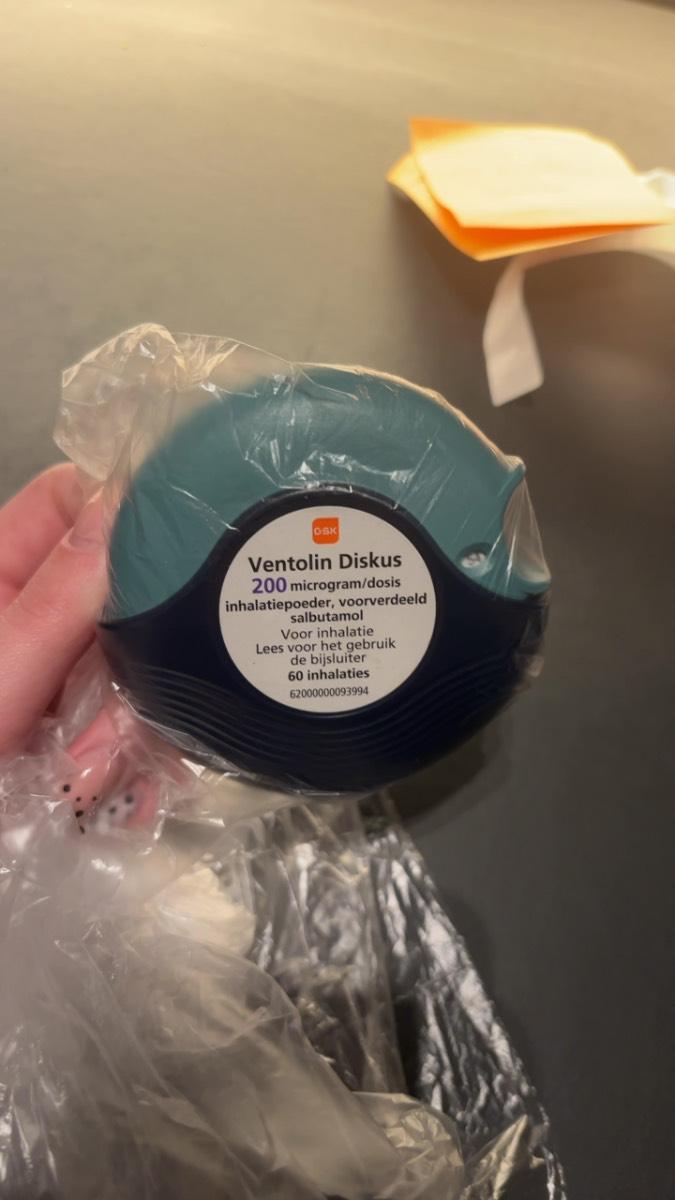 GSK
Ventolin Diskus
200 microgram/dosis
inhalatiepoeder, voorverdeeld
salbutamol
Voor inhalatie
Lees voor het gebruik
de bijsluiter
60 inhalaties
62000000093994